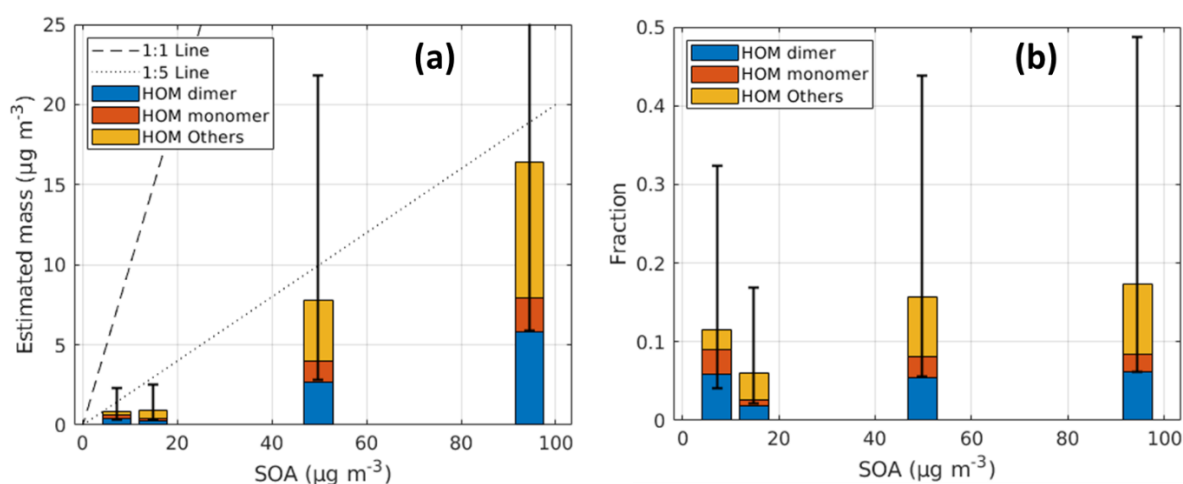 (a)
Estimated mass (µg m-3)
25
20
15
10
5
0
1:1 Line
1:5 Line
HOM dimer
HOM monomer
HOM Others
0 20 40 60 80 100
SOA (µg m-3)
(b)
Fraction
0.5
0.4
0.3
0.2
0.1
0
HOM dimer
HOM monomer
HOM Others
0 20 40 60 80 100
SOA (µg m-3)